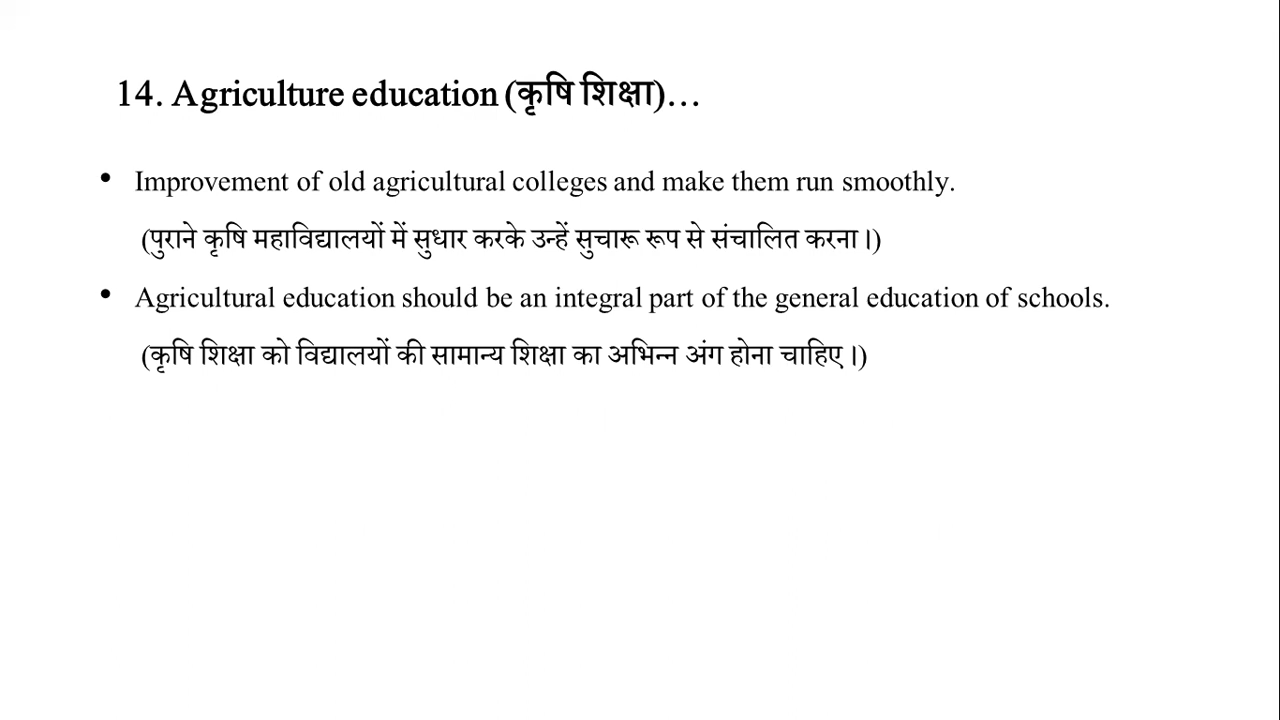 14. Agriculture education (कृषि शिक्षा)…
• Improvement of old agricultural colleges and make them run smoothly.
(पुराने कृषि महाविद्यालयों में सुधार करके उन्हें सुचारू रूप से संचालित करना।)
• Agricultural education should be an integral part of the general education of schools.
(कृषि शिक्षा को विद्यालयों की सामान्य शिक्षा का अभिन्न अंग होना चाहिए।)